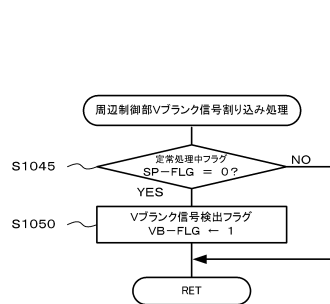 周辺制御部Vブランク信号割り込み処理
S1045
定常処理中フラグ
SP－FLG ＝ 0？
NO
YES
S1050
Vブランク信号検出フラグ
VB－FLG ← 1
RET